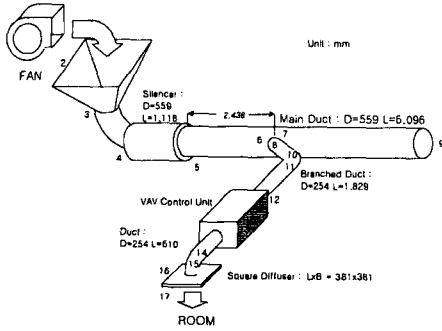 Unit : mm
FAN
2
3
Silencer :
D=559
L=1,118
2,438
Main Duct : D=559 L=6,096
4
5
6
7
8
9
10
11
Branched Duct :
D=254 L=1,829
12
VAV Control Unit
Duct :
D=254 L=610
14
15
16
17
Square Diffuser : LxB = 381x381
ROOM